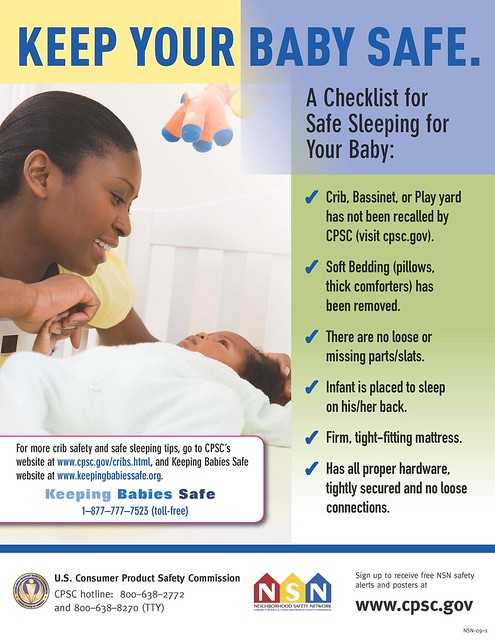 KEEP YOUR BABY SAFE.
A Checklist for
Safe Sleeping for
Your Baby:
✔ Crib, Bassinet, or Play yard
has not been recalled by
CPSC (visit cpsc.gov).
✔ Soft Bedding (pillows,
thick comforters) has
been removed.
✔ There are no loose or
missing parts/slats.
✔ Infant is placed to sleep
on his/her back.
✔ Firm, tight-fitting mattress.
✔ Has all proper hardware,
tightly secured and no loose
connections.
For more crib safety and safe sleeping tips, go to CPSC's
website at www.cpsc.gov/cribs.html, and Keeping Babies Safe
website at www.keepingbabiessafe.org.
Keeping Babies Safe
1-877-777-7523 (toll-free)
U.S. Consumer Product Safety Commission
CPSC hotline: 800-638-2772
and 800-638-8270 (TTY)
NSN
NEIGHBORHOOD SAFETY NETWORK
Sign up to receive free NSN safety
alerts and posters at
www.cpsc.gov
NSN-09-1